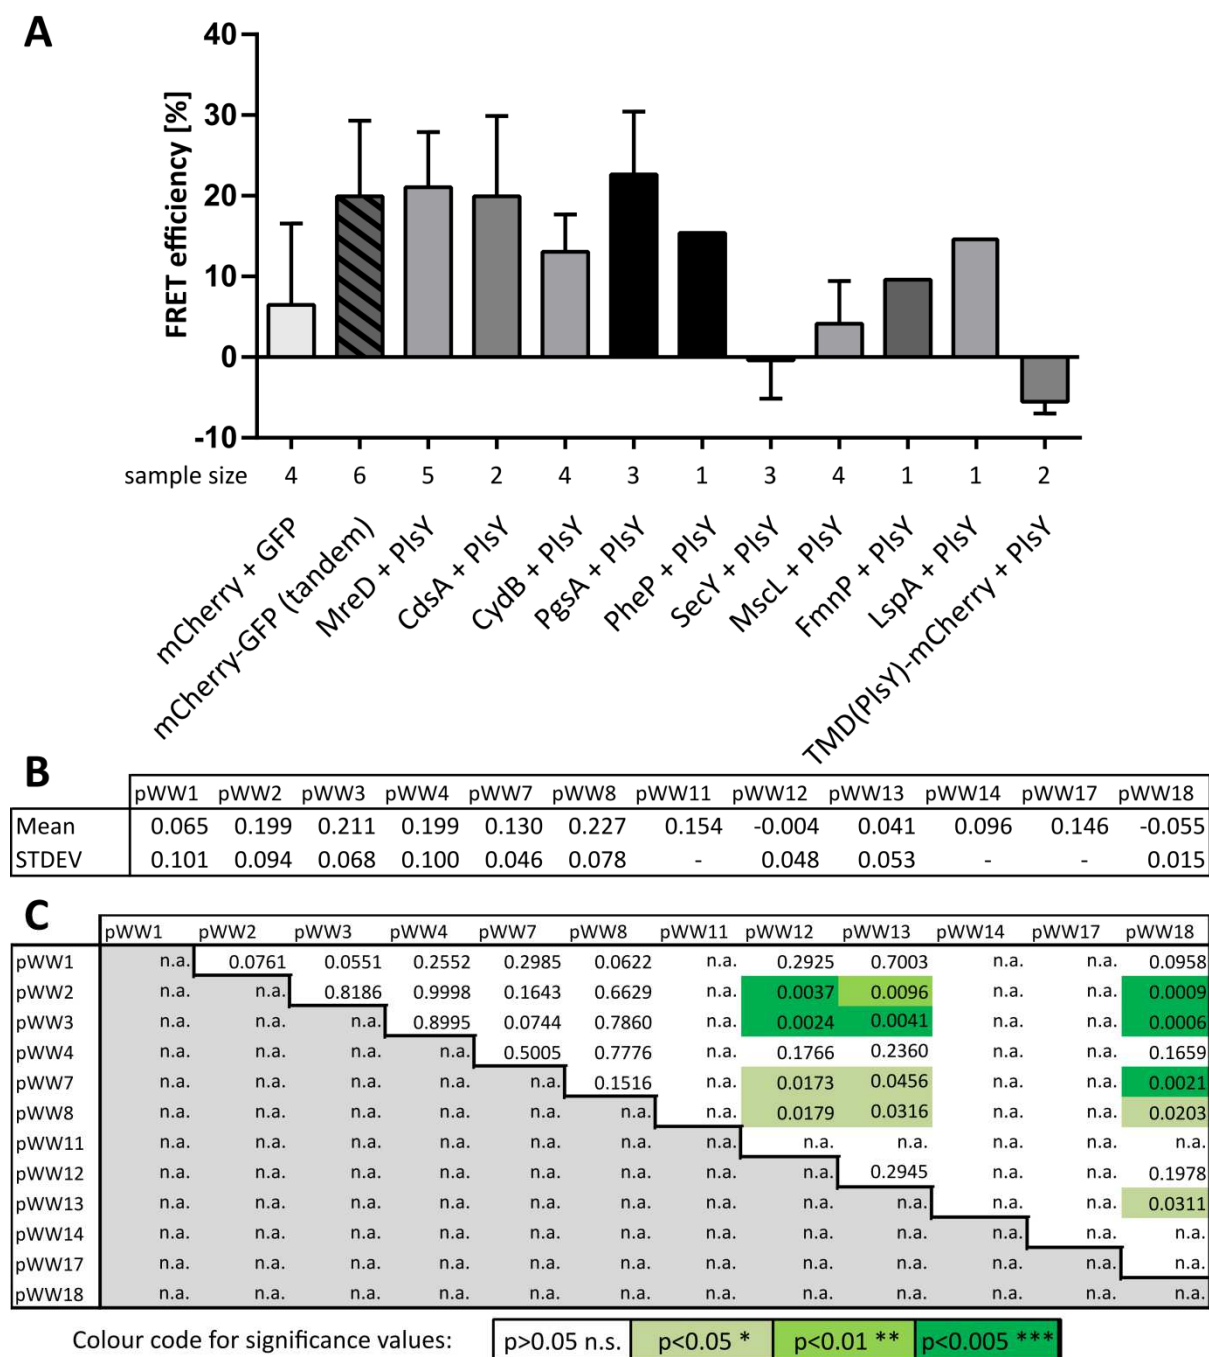 A
FRET efficiency [%]
40
30
20
10
0
-10
sample size 4 6 5 2 4 3 1 3 4 1 1 2
mCherry + GFP
mCherry-GFP (tandem)
MreD + PlsY
CdsA + PlsY
CydB + PlsY
PgsA + PlsY
PheP + PlsY
SecY + PlsY
MscL + PlsY
FmnP + PlsY
LspA + PlsY
TMD(PlsY)-mCherry + PlsY
B
pWW1 pWW2 pWW3 pWW4 pWW7 pWW8 pWW11 pWW12 pWW13 pWW14 pWW17 pWW18
Mean 0.065 0.199 0.211 0.199 0.130 0.227 0.154 -0.004 0.041 0.096 0.146 -0.055
STDEV 0.101 0.094 0.068 0.100 0.046 0.078 - 0.048 0.053 - - 0.015
C
pWW1 pWW2 pWW3 pWW4 pWW7 pWW8 pWW11 pWW12 pWW13 pWW14 pWW17 pWW18
pWW1 n.a. 0.0761 0.0551 0.2552 0.2985 0.0622 n.a. 0.2925 0.7003 n.a. n.a. 0.0958
pWW2 n.a. n.a. 0.8186 0.9998 0.1643 0.6629 n.a. 0.0037 0.0096 n.a. n.a. 0.0009
pWW3 n.a. n.a. n.a. 0.8995 0.0744 0.7860 n.a. 0.0024 0.0041 n.a. n.a. 0.0006
pWW4 n.a. n.a. n.a. n.a. 0.5005 0.7776 n.a. 0.1766 0.2360 n.a. n.a. 0.1659
pWW7 n.a. n.a. n.a. n.a. n.a. 0.1516 n.a. 0.0173 0.0456 n.a. n.a. 0.0021
pWW8 n.a. n.a. n.a. n.a. n.a. n.a. n.a. 0.0179 0.0316 n.a. n.a. 0.0203
pWW11 n.a. n.a. n.a. n.a. n.a. n.a. n.a. n.a. n.a. n.a. n.a. n.a.
pWW12 n.a. n.a. n.a. n.a. n.a. n.a. n.a. n.a. 0.2945 n.a. n.a. 0.1978
pWW13 n.a. n.a. n.a. n.a. n.a. n.a. n.a. n.a. n.a. n.a. n.a. 0.0311
pWW14 n.a. n.a. n.a. n.a. n.a. n.a. n.a. n.a. n.a. n.a. n.a. n.a.
pWW17 n.a. n.a. n.a. n.a. n.a. n.a. n.a. n.a. n.a. n.a. n.a. n.a.
pWW18 n.a. n.a. n.a. n.a. n.a. n.a. n.a. n.a. n.a. n.a. n.a. n.a.
Colour code for significance values: p>0.05 n.s. p<0.05 * p<0.01 ** p<0.005 ***